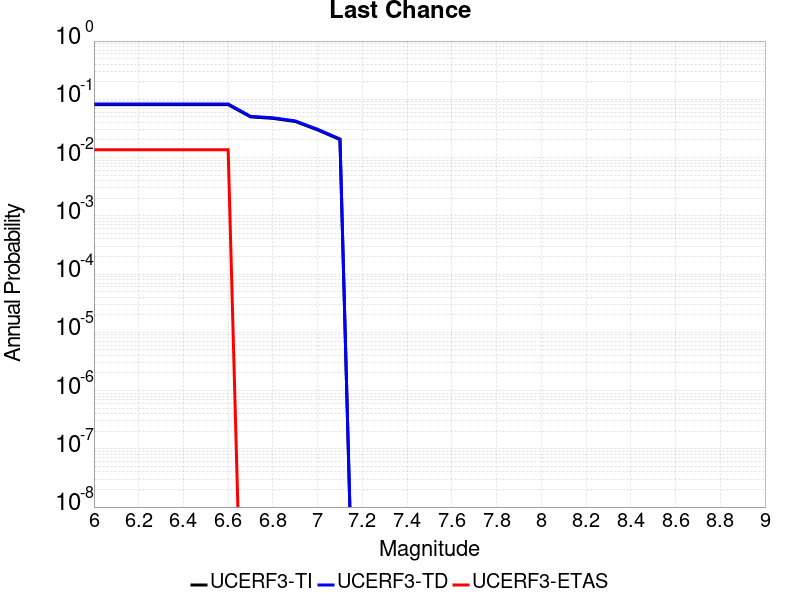 Last Chance
10^0
10^-1
10^-2
10^-3
10^-4
10^-5
10^-6
10^-7
10^-8
Annual Probability
6 6.2 6.4 6.6 6.8 7 7.2 7.4 7.6 7.8 8 8.2 8.4 8.6 8.8 9
Magnitude
UCERF3-TI UCERF3-TD UCERF3-ETAS